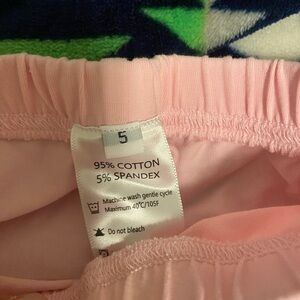 5
95% COTTON
5% SPANDEX
Machine wash gentle cycle
Maximum 40°C/105F
Do not bleach